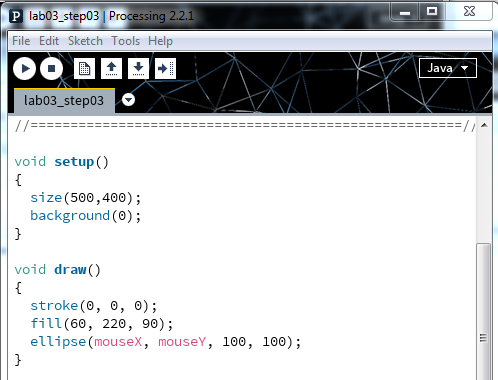 P lab03_step03 | Processing 2.2.1
File Edit Sketch Tools Help
Java
lab03_step03
//======================================================//
void setup()
{
  size(500,400);
  background(0);
}
void draw()
{
  stroke(0, 0, 0);
  fill(60, 220, 90);
  ellipse(mouseX, mouseY, 100, 100);
}